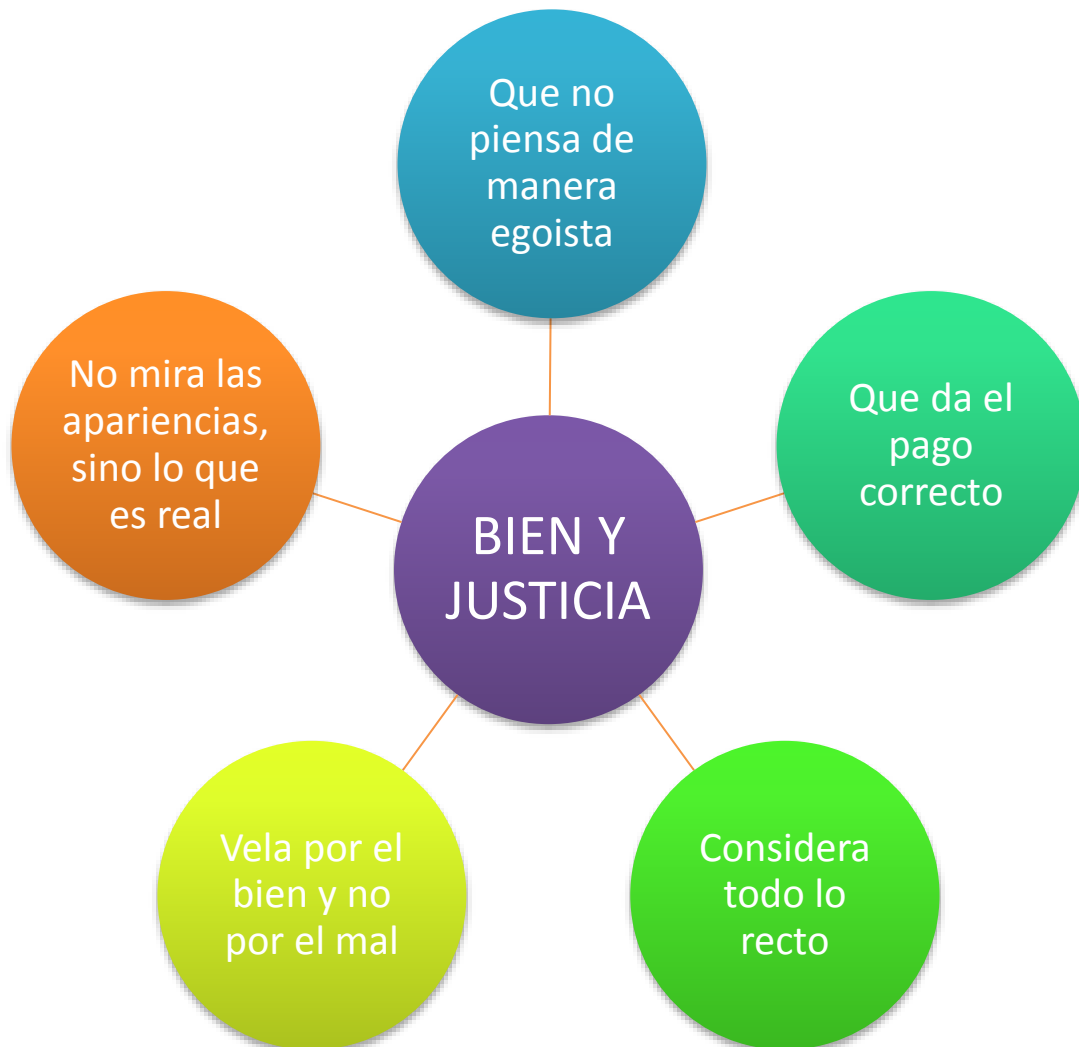 Que no
piensa de
manera
egoista
Que da el
pago
correcto
Considera
todo lo
recto
Vela por el
bien y no
por el mal
No mira las
apariencias,
sino lo que
es real
BIEN Y
JUSTICIA